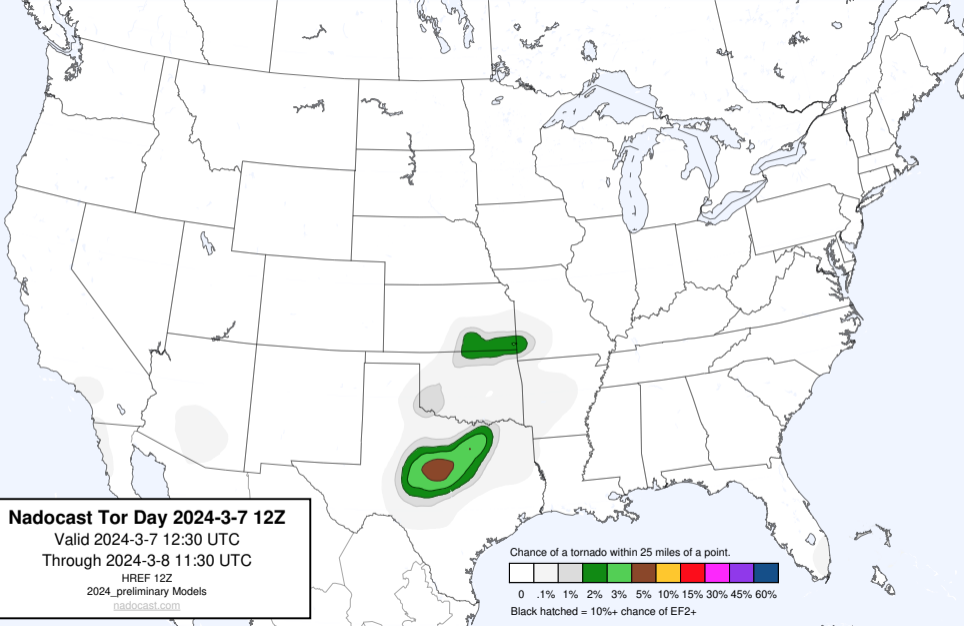 Nadocast Tor Day 2024-3-7 12Z
Valid 2024-3-7 12:30 UTC
Through 2024-3-8 11:30 UTC
HREF 12Z
2024_preliminary Models
nadocast.com
Chance of a tornado within 25 miles of a point.
0 .1% 1% 2% 3% 5% 10% 15% 30% 45% 60%
Black hatched = 10%+ chance of EF2+